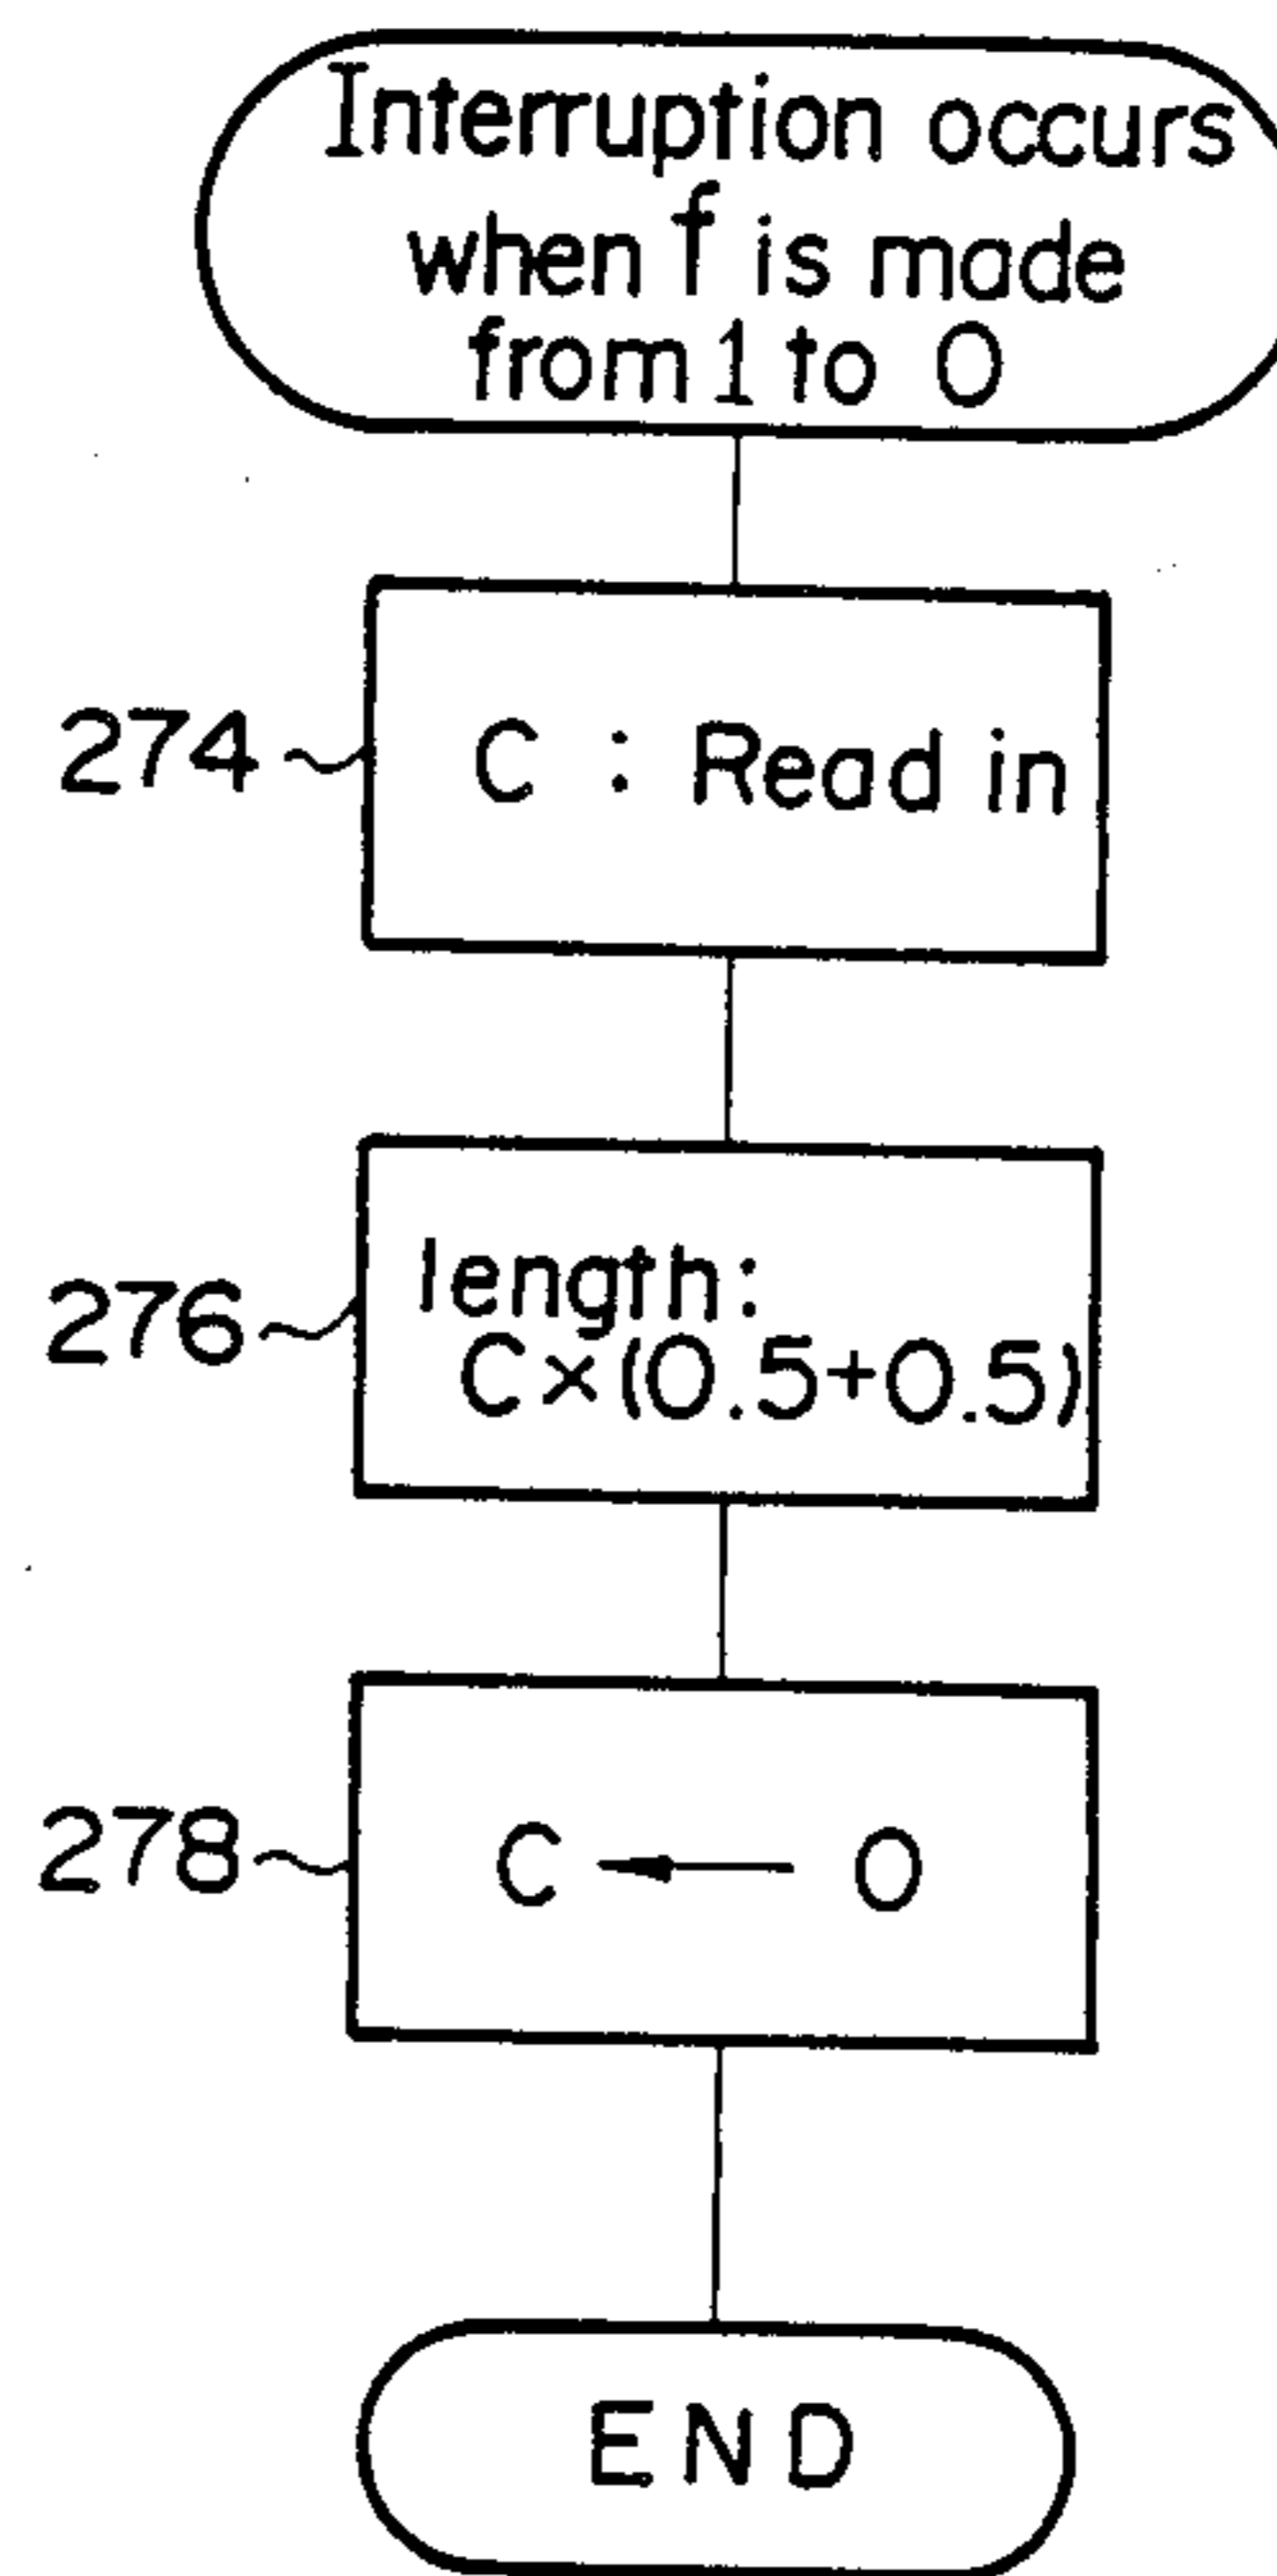 Interruption occurs
when f is made
from 1 to 0
274
C : Read in
276
length:
C×(0.5+0.5)
278
C ← 0
END